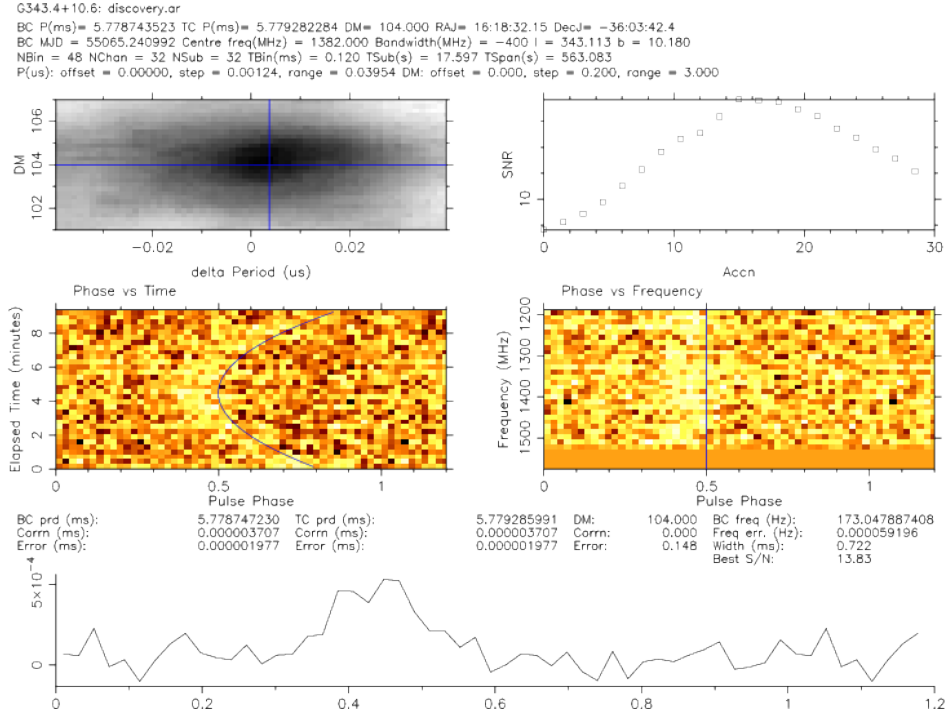 G343.4+10.6: discovery.ar
BC P(ms)= 5.778743523 TC P(ms)= 5.779282284 DM= 104.000 RAJ= 16:18:32.15 DecJ= -36:03:42.4
BC MJD = 55065.240992 Centre freq(MHz) = 1382.000 Bandwidth(MHz) = -400 l = 343.113 b = 10.180
NBin = 48 NChan = 32 NSub = 32 TBin(ms) = 0.120 TSub(s) = 17.597 TSpan(s) = 563.083
P(us): offset = 0.00000, step = 0.00124, range = 0.03954 DM: offset = 0.000, step = 0.200, range = 3.000
DM
106
104
102
-0.02 0 0.02
delta Period (us)
SNR
10
0 10 20 30
Accn
Phase vs Time
Elapsed Time (minutes)
8
6
4
2
0
0 0.5 1
Pulse Phase
Phase vs Frequency
Frequency (MHz)
1200
1300
1400
1500
0 0.5 1
Pulse Phase
BC prd (ms): 5.778747230 TC prd (ms): 5.779285991 DM: 104.000 BC freq (Hz): 173.047887408
Corrn (ms): 0.000003707 Corrn (ms): 0.000003707 Corrn: 0.000 Freq err. (Hz): 0.000059196
Error (ms): 0.000001977 Error (ms): 0.000001977 Error: 0.148 Width (ms): 0.722
Best S/N: 13.83
5×10-4
0
0 0.2 0.4 0.6 0.8 1 1.2